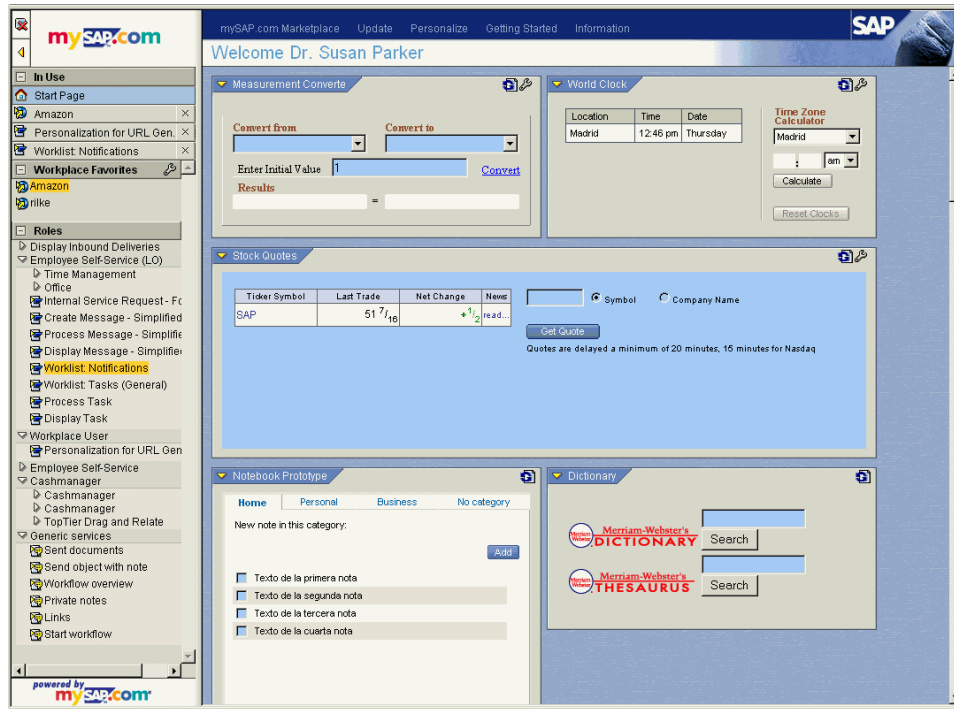 mySAP.com
mySAP.com Marketplace Update Personalize Getting Started Information
SAP
Welcome Dr. Susan Parker
In Use
Start Page
Amazon
Personalization for URL Gen.
Worklist: Notifications
Workplace Favorites
Amazon
rilke
Roles
Display Inbound Deliveries
Employee Self-Service (LO)
Time Management
Office
Internal Service Request - Fo
Create Message - Simplified
Process Message - Simplifie
Display Message - Simplifie
Worklist: Notifications
Worklist: Tasks (General)
Process Task
Display Task
Workplace User
Personalization for URL Gen
Employee Self-Service
Cashmanager
Cashmanager
Cashmanager
TopTier Drag and Relate
Generic services
Sent documents
Send object with note
Workflow overview
Private notes
Links
Start workflow
powered by
mySAP.com
Measurement Converte
Convert from Convert to
Enter Initial Value 1 Convert
Results
=
World Clock
Location Time Date
Madrid 12:46 pm Thursday
Time Zone
Calculator
Madrid
: am
Calculate
Reset Clocks
Stock Quotes
Ticker Symbol Last Trade Net Change News
SAP 51 7/16 +1/2 read...
Symbol Company Name
Get Quote
Quotes are delayed a minimum of 20 minutes, 15 minutes for Nasdaq
Notebook Prototype
Home Personal Business No category
New note in this category:
Add
Texto de la primera nota
Texto de la segunda nota
Texto de la tercera nota
Texto de la cuarta nota
Dictionary
Merriam-Webster's
DICTIONARY Search
Merriam-Webster's
THESAURUS Search